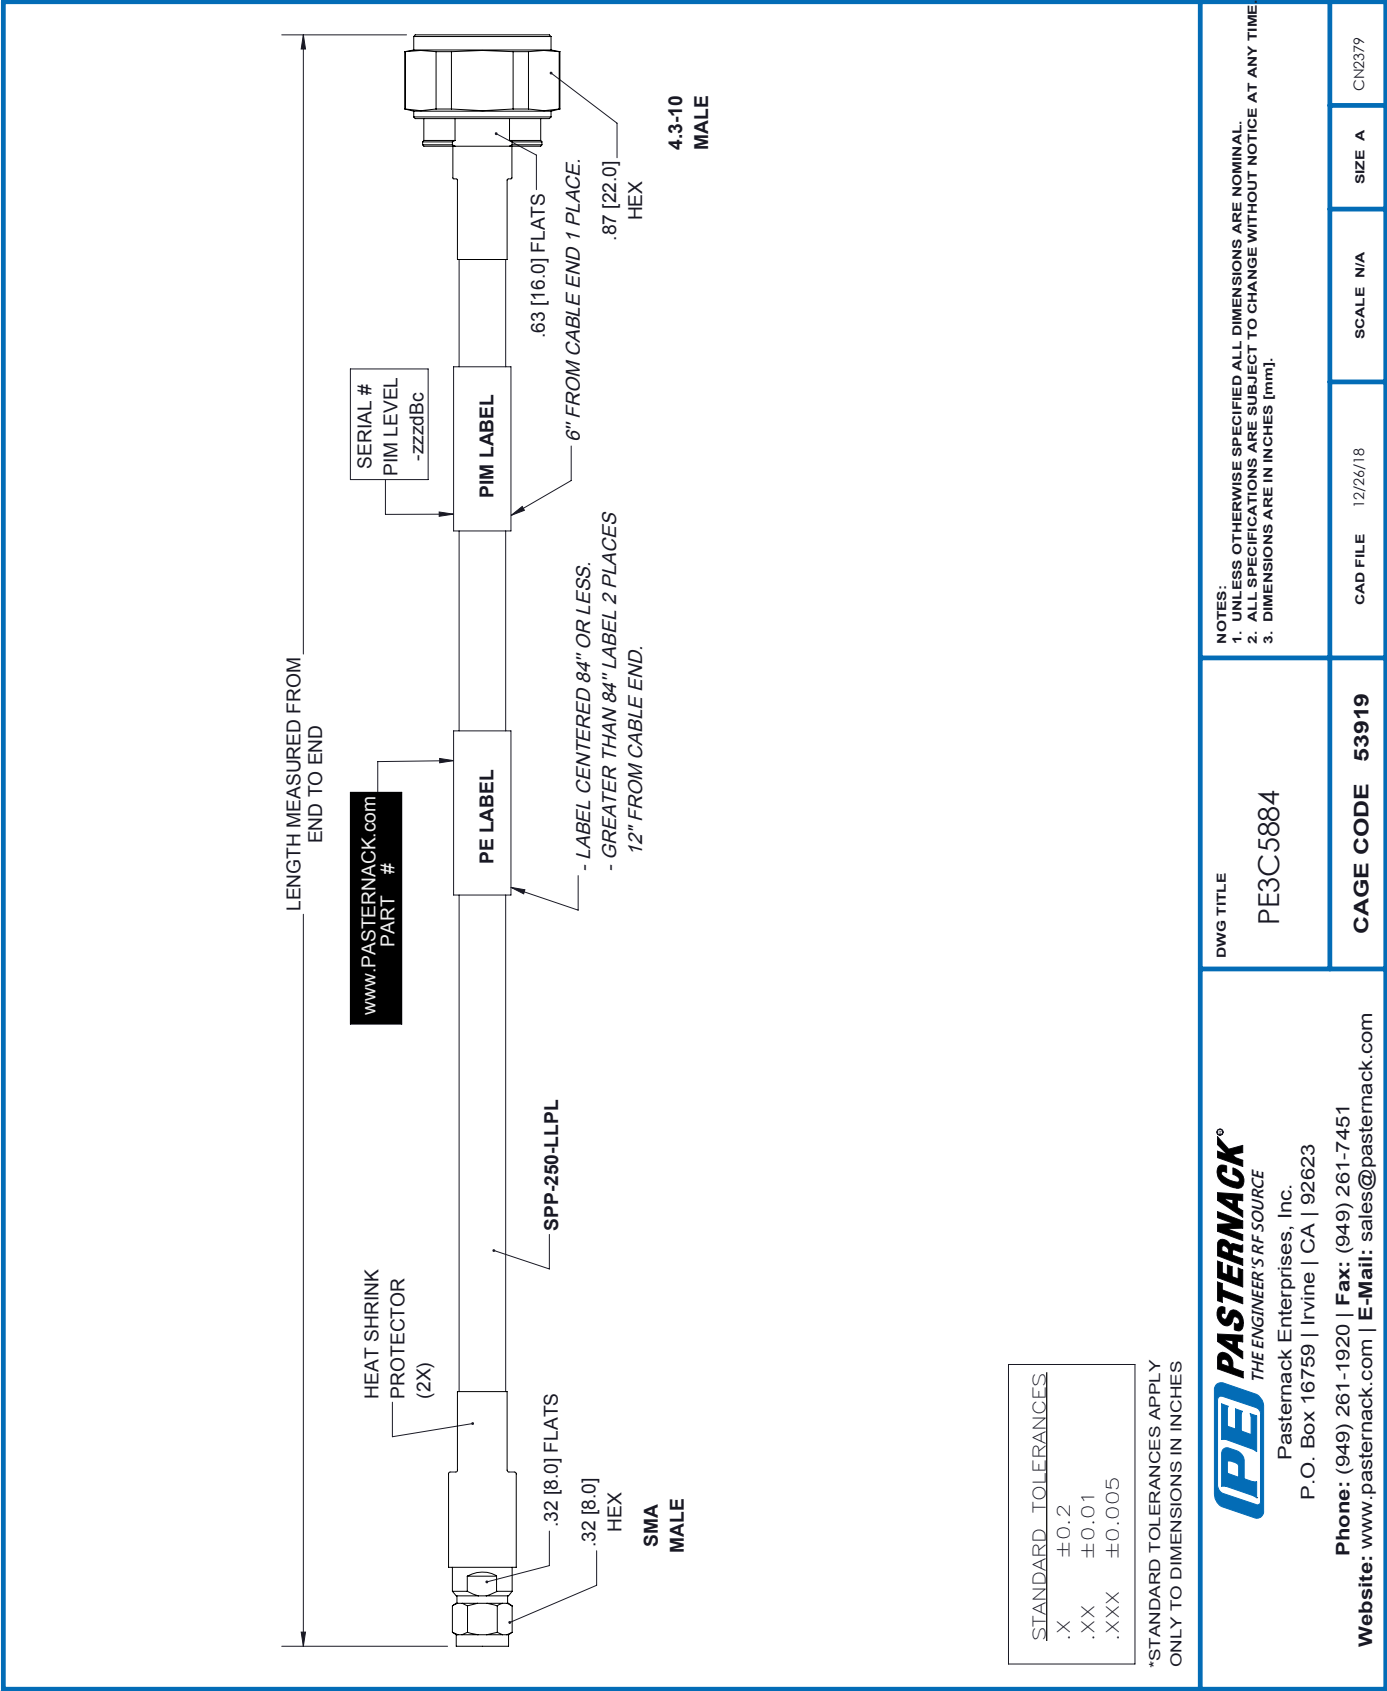 LENGTH MEASURED FROM
END TO END
HEAT SHRINK
PROTECTOR
(2X)
www.PASTERNACK.com
PART #
SERIAL #
PIM LEVEL
-zzzdBc
PE LABEL
PIM LABEL
.32 [8.0] FLATS
.32 [8.0]
HEX
SMA
MALE
SPP-250-LLPL
- LABEL CENTERED 84" OR LESS.
- GREATER THAN 84" LABEL 2 PLACES
12" FROM CABLE END.
6" FROM CABLE END 1 PLACE.
.63 [16.0] FLATS
.87 [22.0]
HEX
4.3-10
MALE
STANDARD TOLERANCES
.X ±0.2
.XX ±0.01
.XXX ±0.005
*STANDARD TOLERANCES APPLY
ONLY TO DIMENSIONS IN INCHES
PE PASTERNACK®
THE ENGINEER'S RF SOURCE
Pasternack Enterprises, Inc.
P.O. Box 16759 | Irvine | CA | 92623
Phone: (949) 261-1920 | Fax: (949) 261-7451
Website: www.pasternack.com | E-Mail: sales@pasternack.com
DWG TITLE
PE3C5884
CAGE CODE 53919
NOTES:
1. UNLESS OTHERWISE SPECIFIED ALL DIMENSIONS ARE NOMINAL.
2. ALL SPECIFICATIONS ARE SUBJECT TO CHANGE WITHOUT NOTICE AT ANY TIME.
3. DIMENSIONS ARE IN INCHES [mm].
CAD FILE 12/26/18
SCALE N/A
SIZE A
CN2379